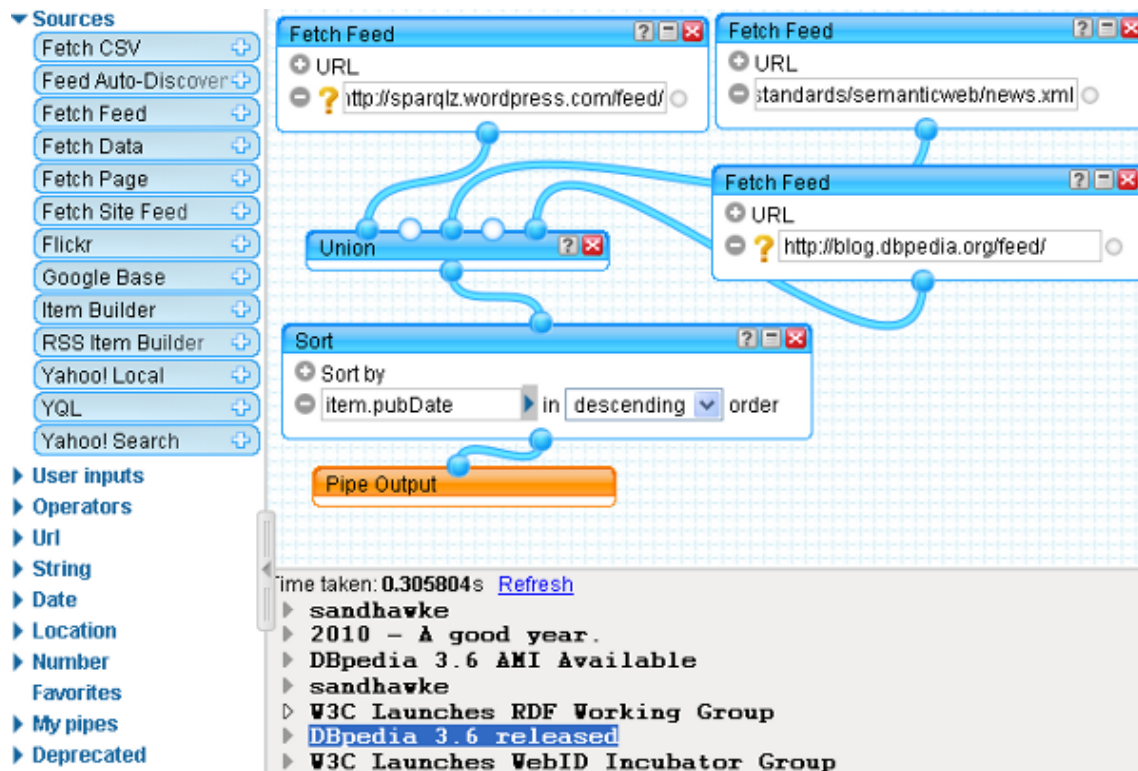 Sources
Fetch CSV
Feed Auto-Discover
Fetch Feed
Fetch Data
Fetch Page
Fetch Site Feed
Flickr
Google Base
Item Builder
RSS Item Builder
Yahoo! Local
YQL
Yahoo! Search
User inputs
Operators
Url
String
Date
Location
Number
Favorites
My pipes
Deprecated
Fetch Feed
URL
http://sparqlz.wordpress.com/feed/
Fetch Feed
URL
standards/semanticweb/news.xml
Fetch Feed
URL
http://blog.dbpedia.org/feed/
Union
Sort
Sort by
item.pubDate in descending order
Pipe Output
Time taken: 0.305804s Refresh
sandhawke
2010 - A good year.
DBpedia 3.6 AMI Available
sandhawke
W3C Launches RDF Working Group
DBpedia 3.6 released
W3C Launches WebID Incubator Group